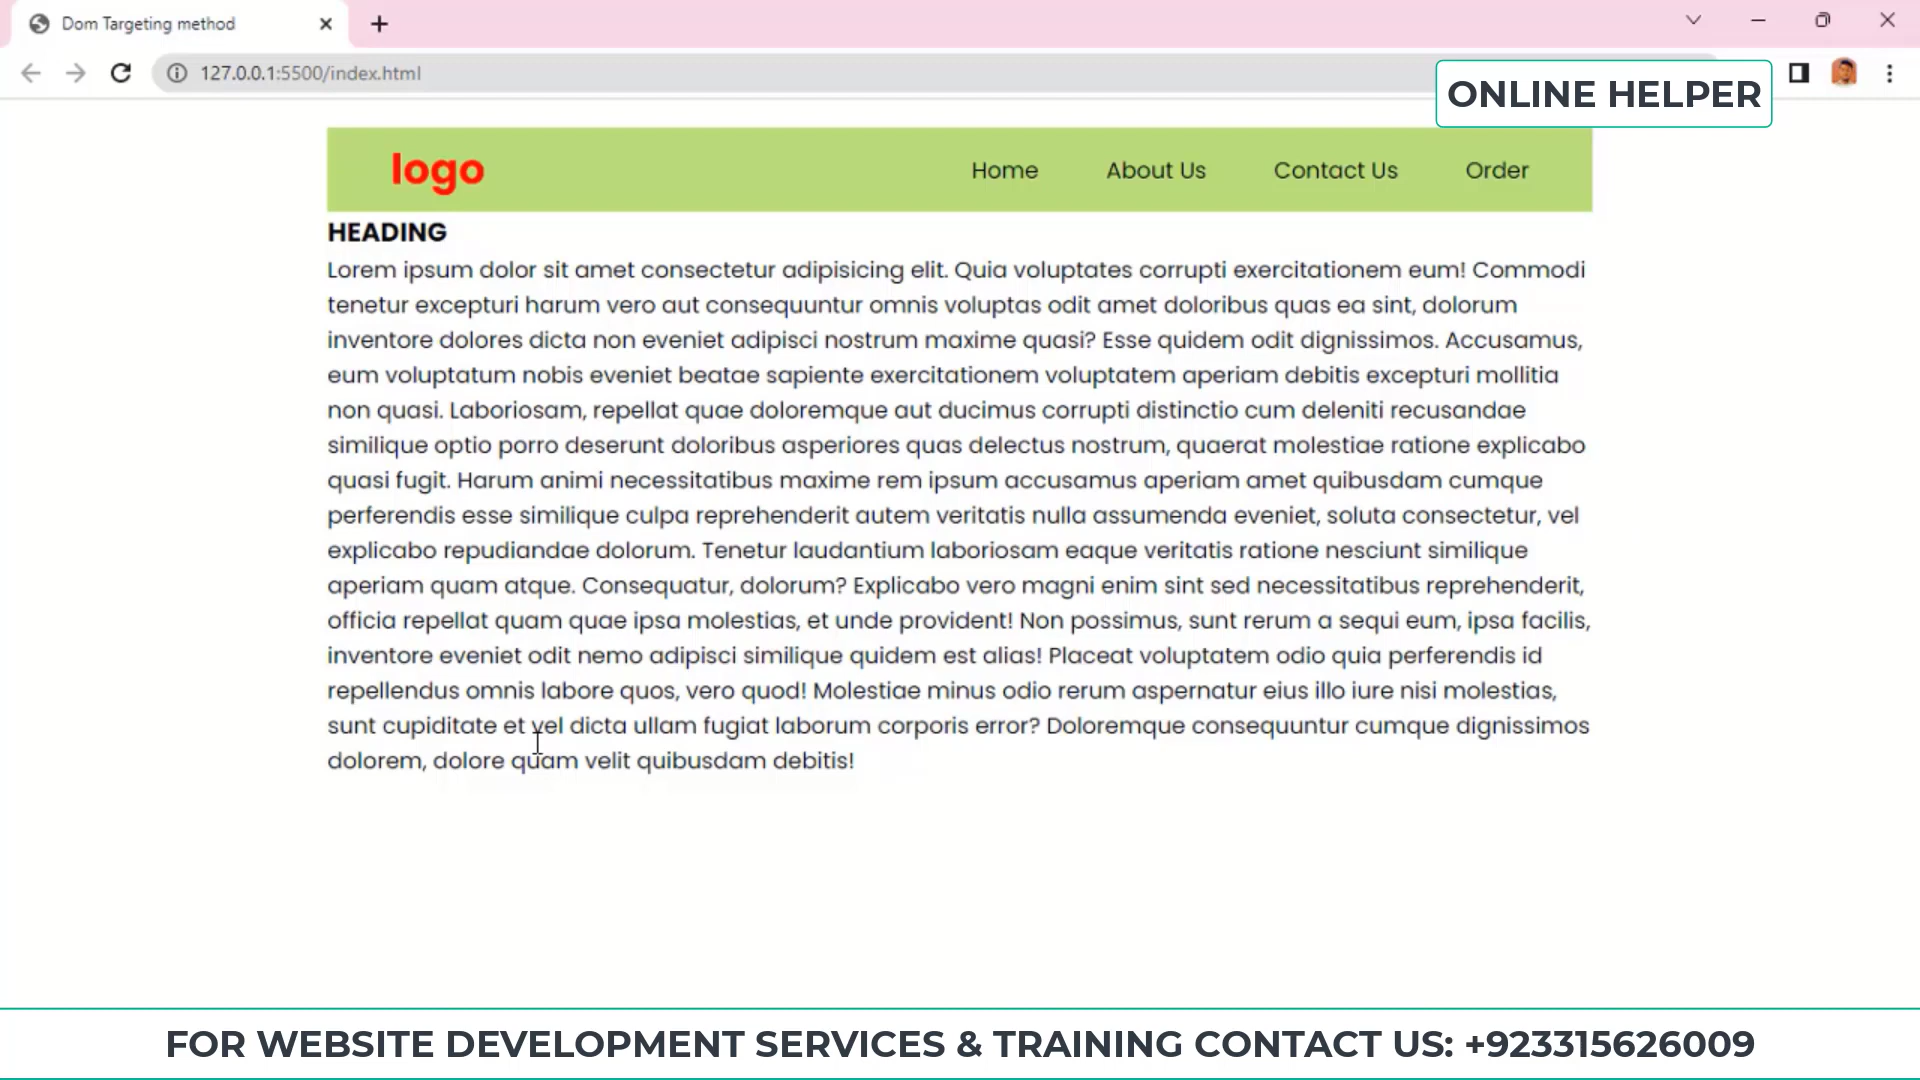 Dom Targeting method
127.0.0.1:5500/index.html
ONLINE HELPER
logo
Home About Us Contact Us Order
HEADING
Lorem ipsum dolor sit amet consectetur adipisicing elit. Quia voluptates corrupti exercitationem eum! Commodi
tenetur excepturi harum vero aut consequuntur omnis voluptas odit amet doloribus quas ea sint, dolorum
inventore dolores dicta non eveniet adipisci nostrum maxime quasi? Esse quidem odit dignissimos. Accusamus,
eum voluptatum nobis eveniet beatae sapiente exercitationem voluptatem aperiam debitis excepturi mollitia
non quasi. Laboriosam, repellat quae doloremque aut ducimus corrupti distinctio cum deleniti recusandae
similique optio porro deserunt doloribus asperiores quas delectus nostrum, quaerat molestiae ratione explicabo
quasi fugit. Harum animi necessitatibus maxime rem ipsum accusamus aperiam amet quibusdam cumque
perferendis esse similique culpa reprehenderit autem veritatis nulla assumenda eveniet, soluta consectetur, vel
explicabo repudiandae dolorum. Tenetur laudantium laboriosam eaque veritatis ratione nesciunt similique
aperiam quam atque. Consequatur, dolorum? Explicabo vero magni enim sint sed necessitatibus reprehenderit,
officia repellat quam quae ipsa molestias, et unde provident! Non possimus, sunt rerum a sequi eum, ipsa facilis,
inventore eveniet odit nemo adipisci similique quidem est alias! Placeat voluptatem odio quia perferendis id
repellendus omnis labore quos, vero quod! Molestiae minus odio rerum aspernatur eius illo iure nisi molestias,
sunt cupiditate et vel dicta ullam fugiat laborum corporis error? Doloremque consequuntur cumque dignissimos
dolorem, dolore quam velit quibusdam debitis!
FOR WEBSITE DEVELOPMENT SERVICES & TRAINING CONTACT US: +923315626009